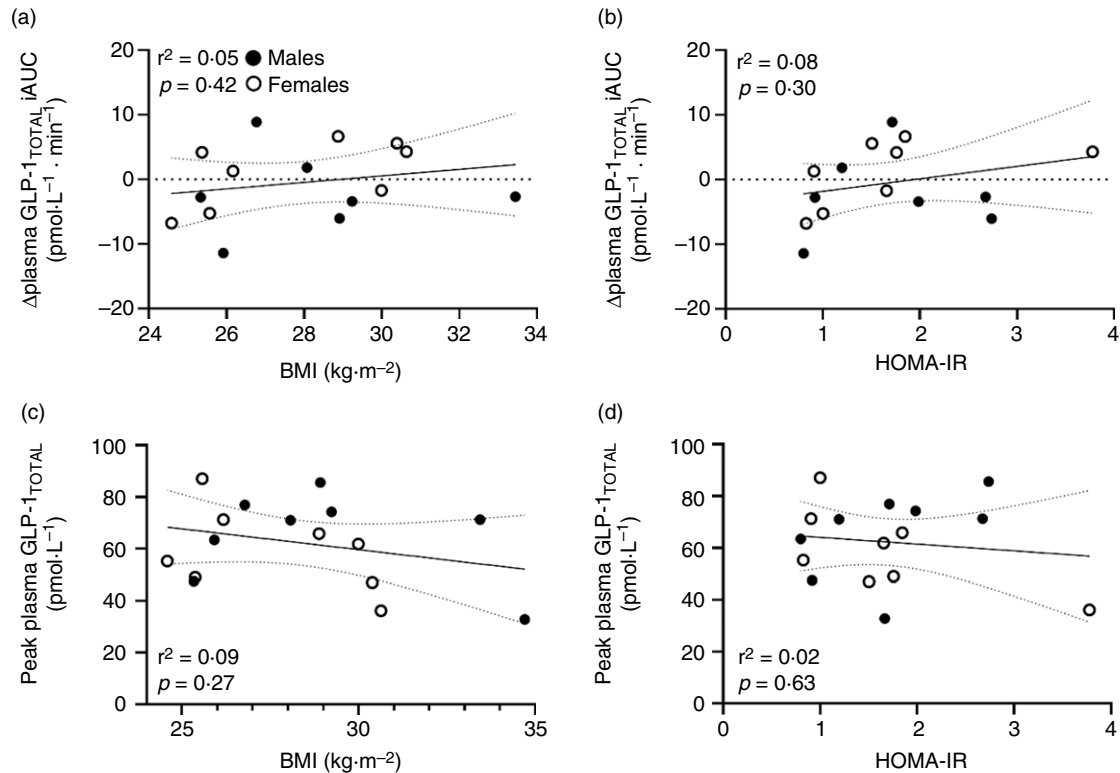 (a)
20
r² = 0·05 ● Males
p = 0·42 ○ Females
10
0
−10
−20
24 26 28 30 32 34
BMI (kg·m⁻²)
Δplasma GLP-1TOTAL iAUC
(pmol·L⁻¹ · min⁻¹)
(b)
20
r² = 0·08
p = 0·30
10
0
−10
−20
0 1 2 3 4
HOMA-IR
Δplasma GLP-1TOTAL iAUC
(pmol·L⁻¹ · min⁻¹)
(c)
100
80
60
40
20
0
r² = 0·09
p = 0·27
25 30 35
BMI (kg·m⁻²)
Peak plasma GLP-1TOTAL
(pmol·L⁻¹)
(d)
100
80
60
40
20
0
r² = 0·02
p = 0·63
0 1 2 3 4
HOMA-IR
Peak plasma GLP-1TOTAL
(pmol·L⁻¹)